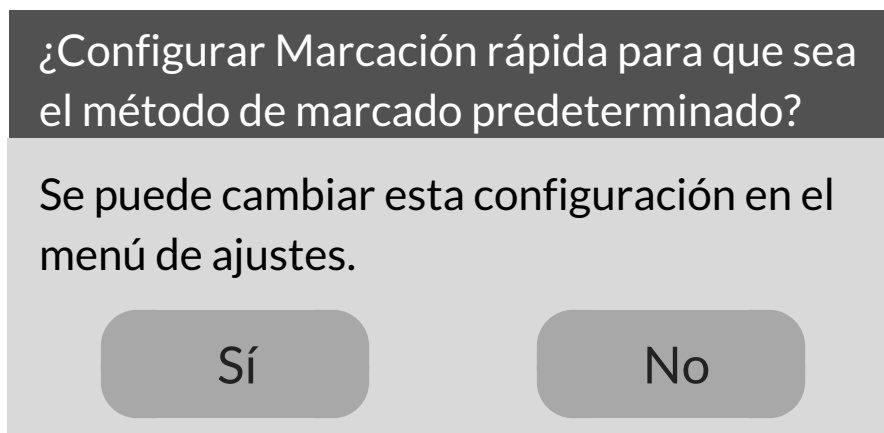 ¿Configurar Marcación rápida para que sea
el método de marcado predeterminado?
Se puede cambiar esta configuración en el
menú de ajustes.
Sí
No